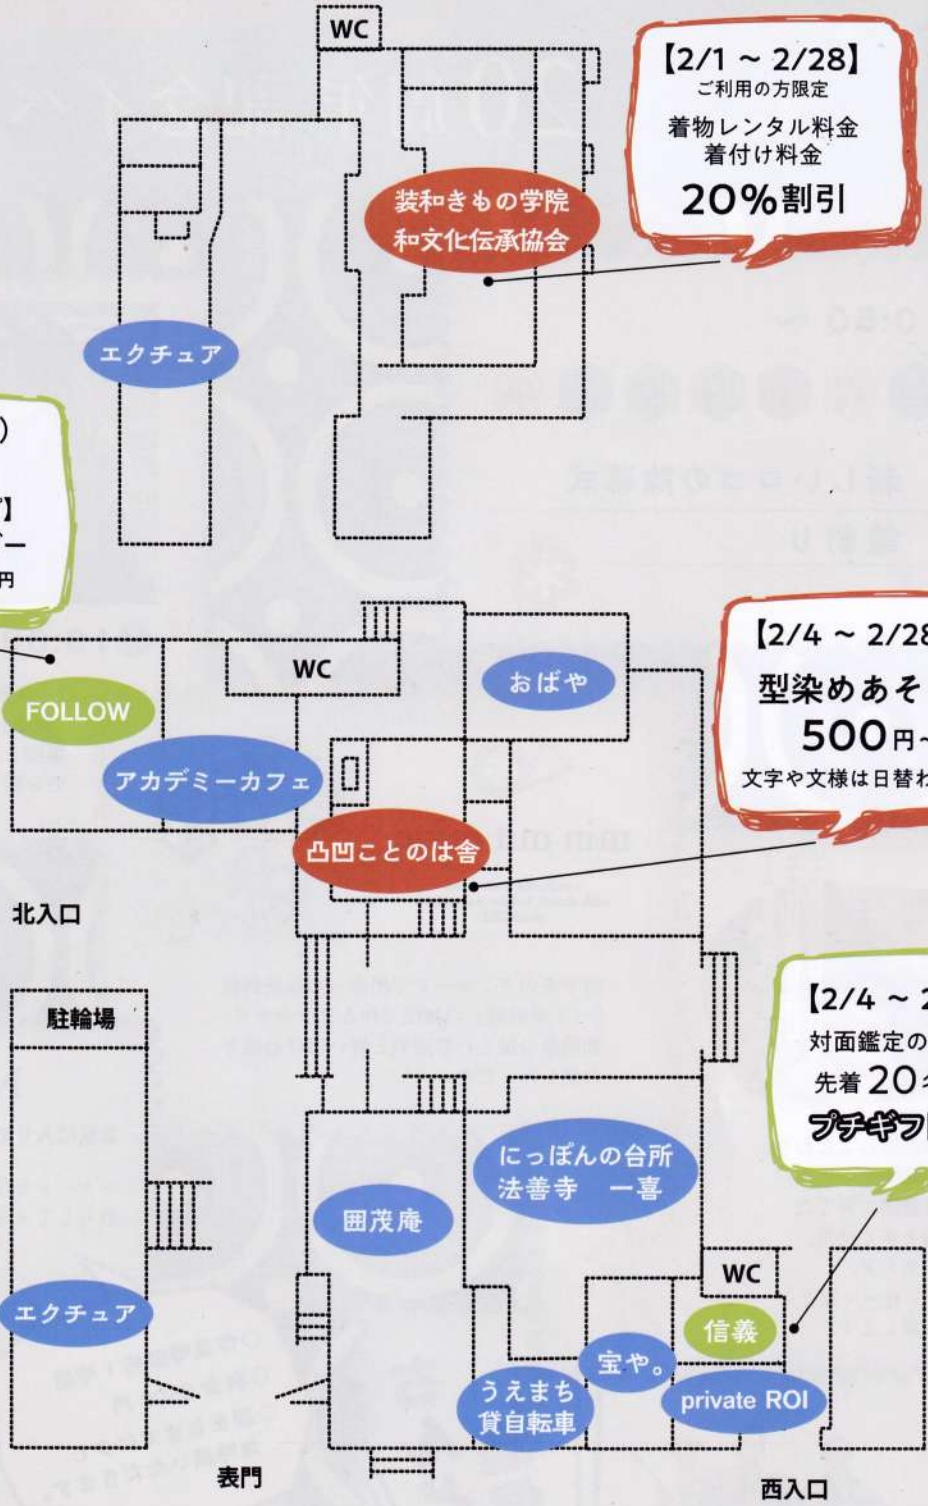 WC
【2/1 ~ 2/28】
ご利用の方限定
着物レンタル料金
着付け料金
20%割引
装和きもの学院
和文化伝承協会
エクチュア
円
WC
おばや
FOLLOW
アカデミーカフェ
【2/4 ~ 2/28
型染めあそ
500円~
文字や文様は日替わ
凸凹ことのは舎
北入口
駐輪場
【2/4 ~ 2
対面鑑定の
先着20名
プチギフト
にっぽんの台所
法善寺 一喜
囲茂庵
WC
エクチュア
信義
宝や。
うえまち
貸自転車
private ROI
表門
西入口